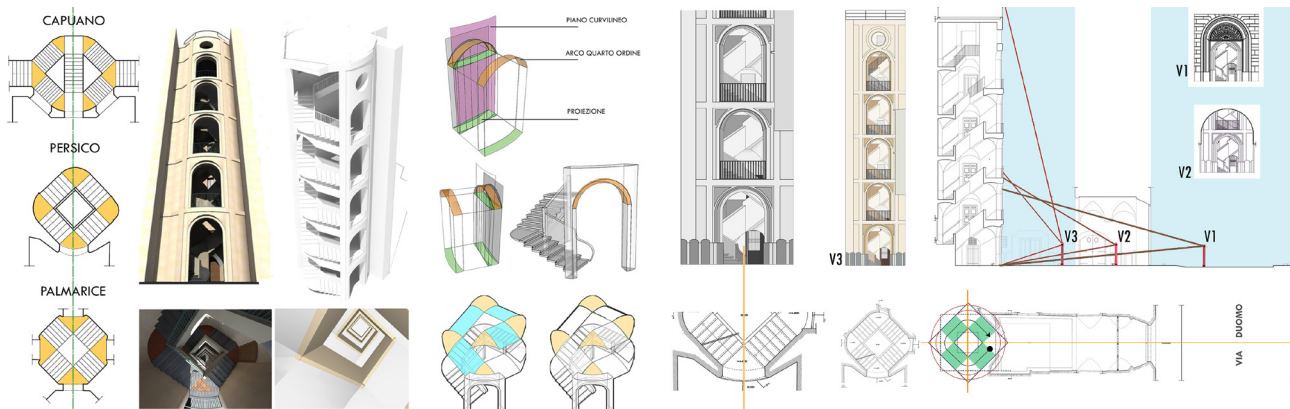 CAPUANO
PERSICO
PALMARICE
PIANO CURVILINEO
ARCO QUARTO ORDINE
PROIEZIONE
V3
V1
V2
V3
V2
V1
VIA DUOMO